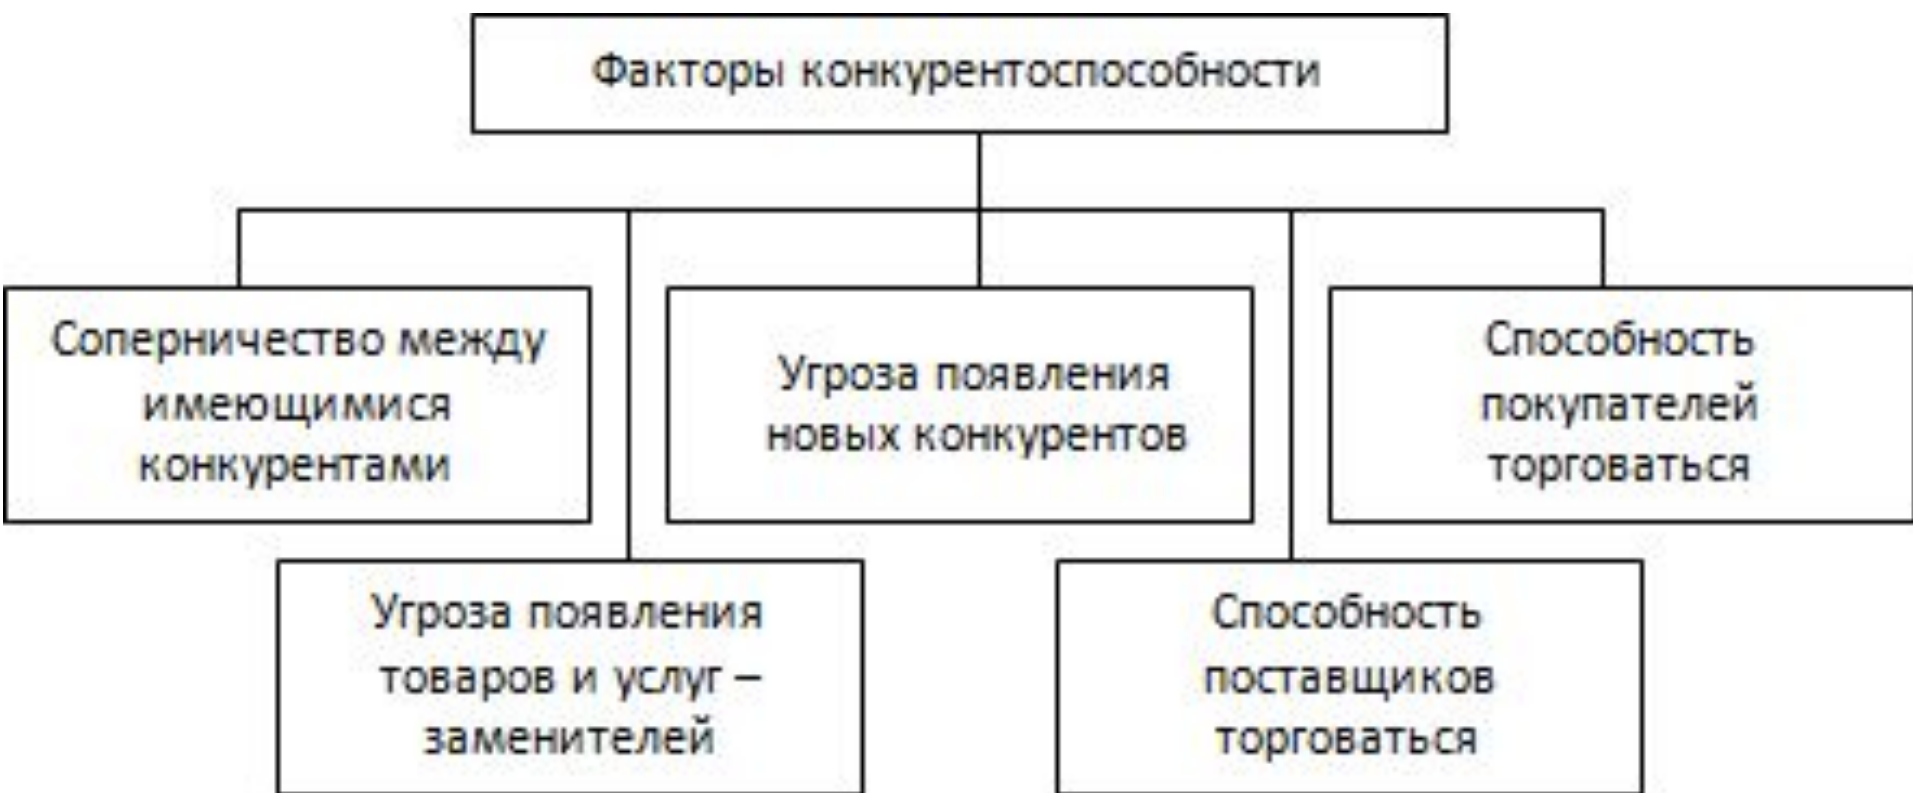 Факторы конкурентоспособности
Соперничество между
имеющимися
конкурентами
Угроза появления
новых конкурентов
Способность
покупателей
торговаться
Угроза появления
товаров и услуг –
заменителей
Способность
поставщиков
торговаться